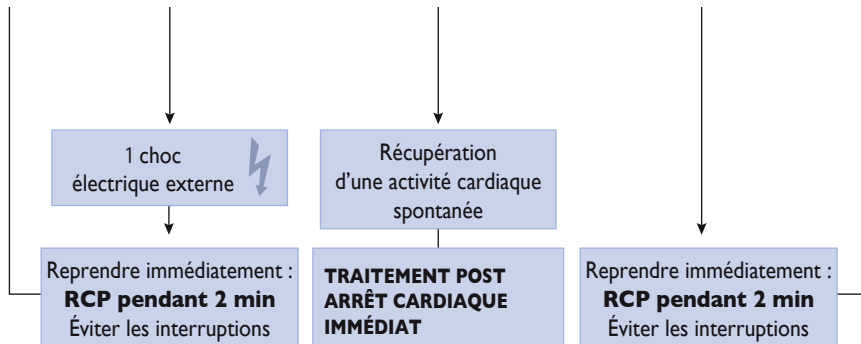 1 choc
électrique externe
Récupération
d'une activité cardiaque
spontanée
Reprendre immédiatement :
RCP pendant 2 min
Éviter les interruptions
TRAITEMENT POST
ARRÊT CARDIAQUE
IMMÉDIAT
Reprendre immédiatement :
RCP pendant 2 min
Éviter les interruptions